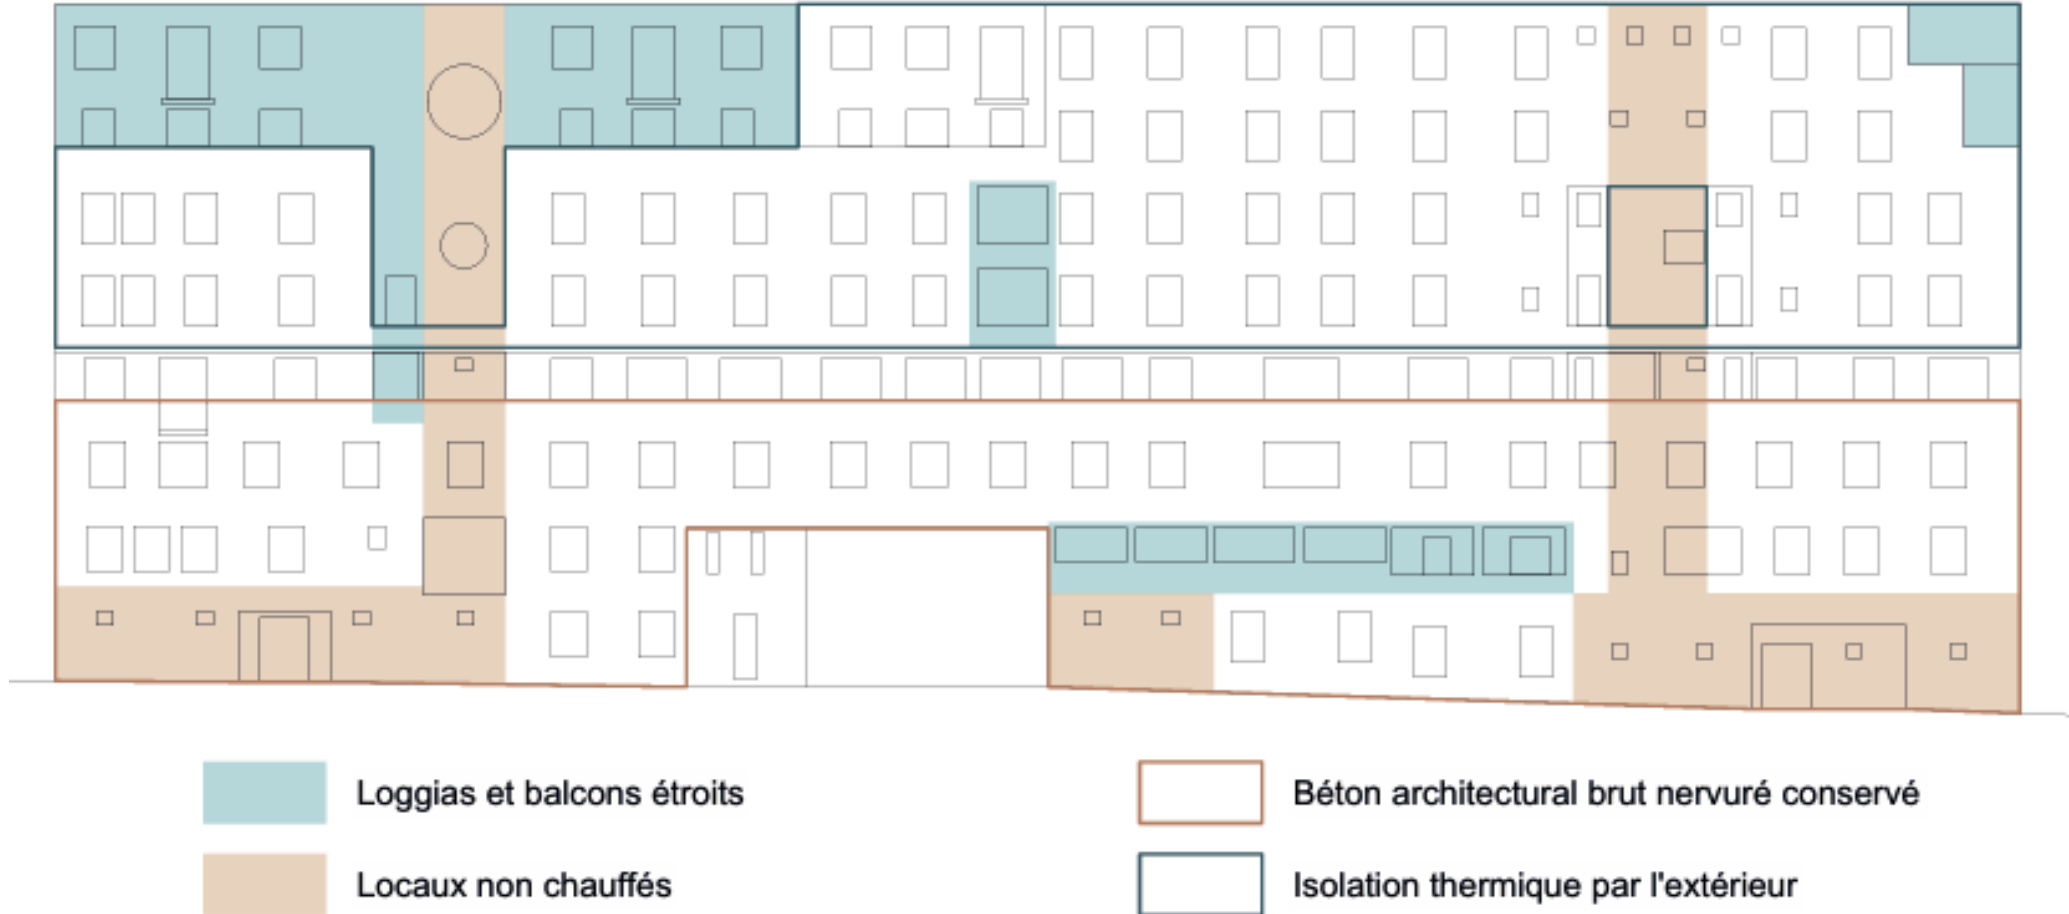 Loggias et balcons étroits
Béton architectural brut nervuré conservé
Locaux non chauffés
Isolation thermique par l'extérieur